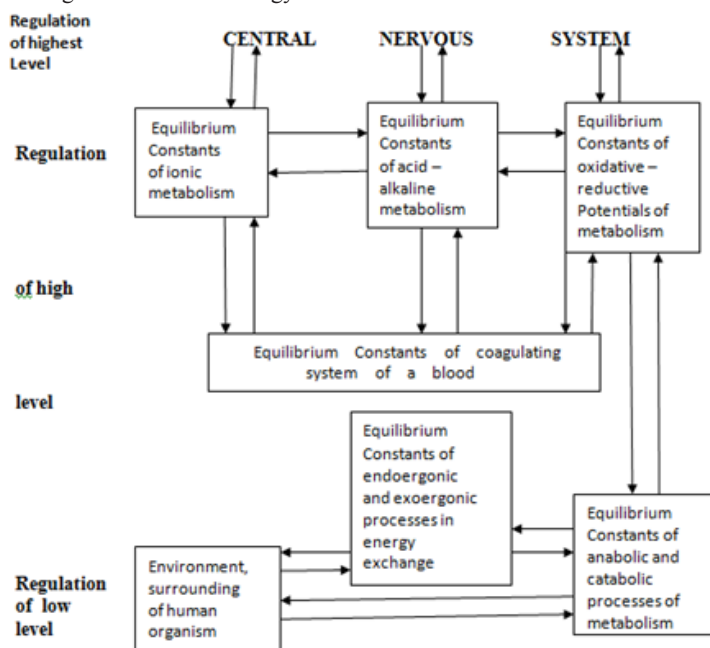 Regulation
of highest
Level
CENTRAL NERVOUS SYSTEM
Equilibrium
Constants
of ionic
metabolism
Equilibrium
Constants
of acid –
alkaline
metabolism
Equilibrium
Constants of
oxidative –
reductive
Potentials of
metabolism
Regulation
of high
level
Equilibrium Constants of coagulating
system of a blood
Equilibrium
Constants of
endoergonic
and exoergonic
processes in
energy
exchange
Equilibrium
Constants of
anabolic and
catabolic
processes of
metabolism
Environment,
surrounding
of human
organism
Regulation
of low
level